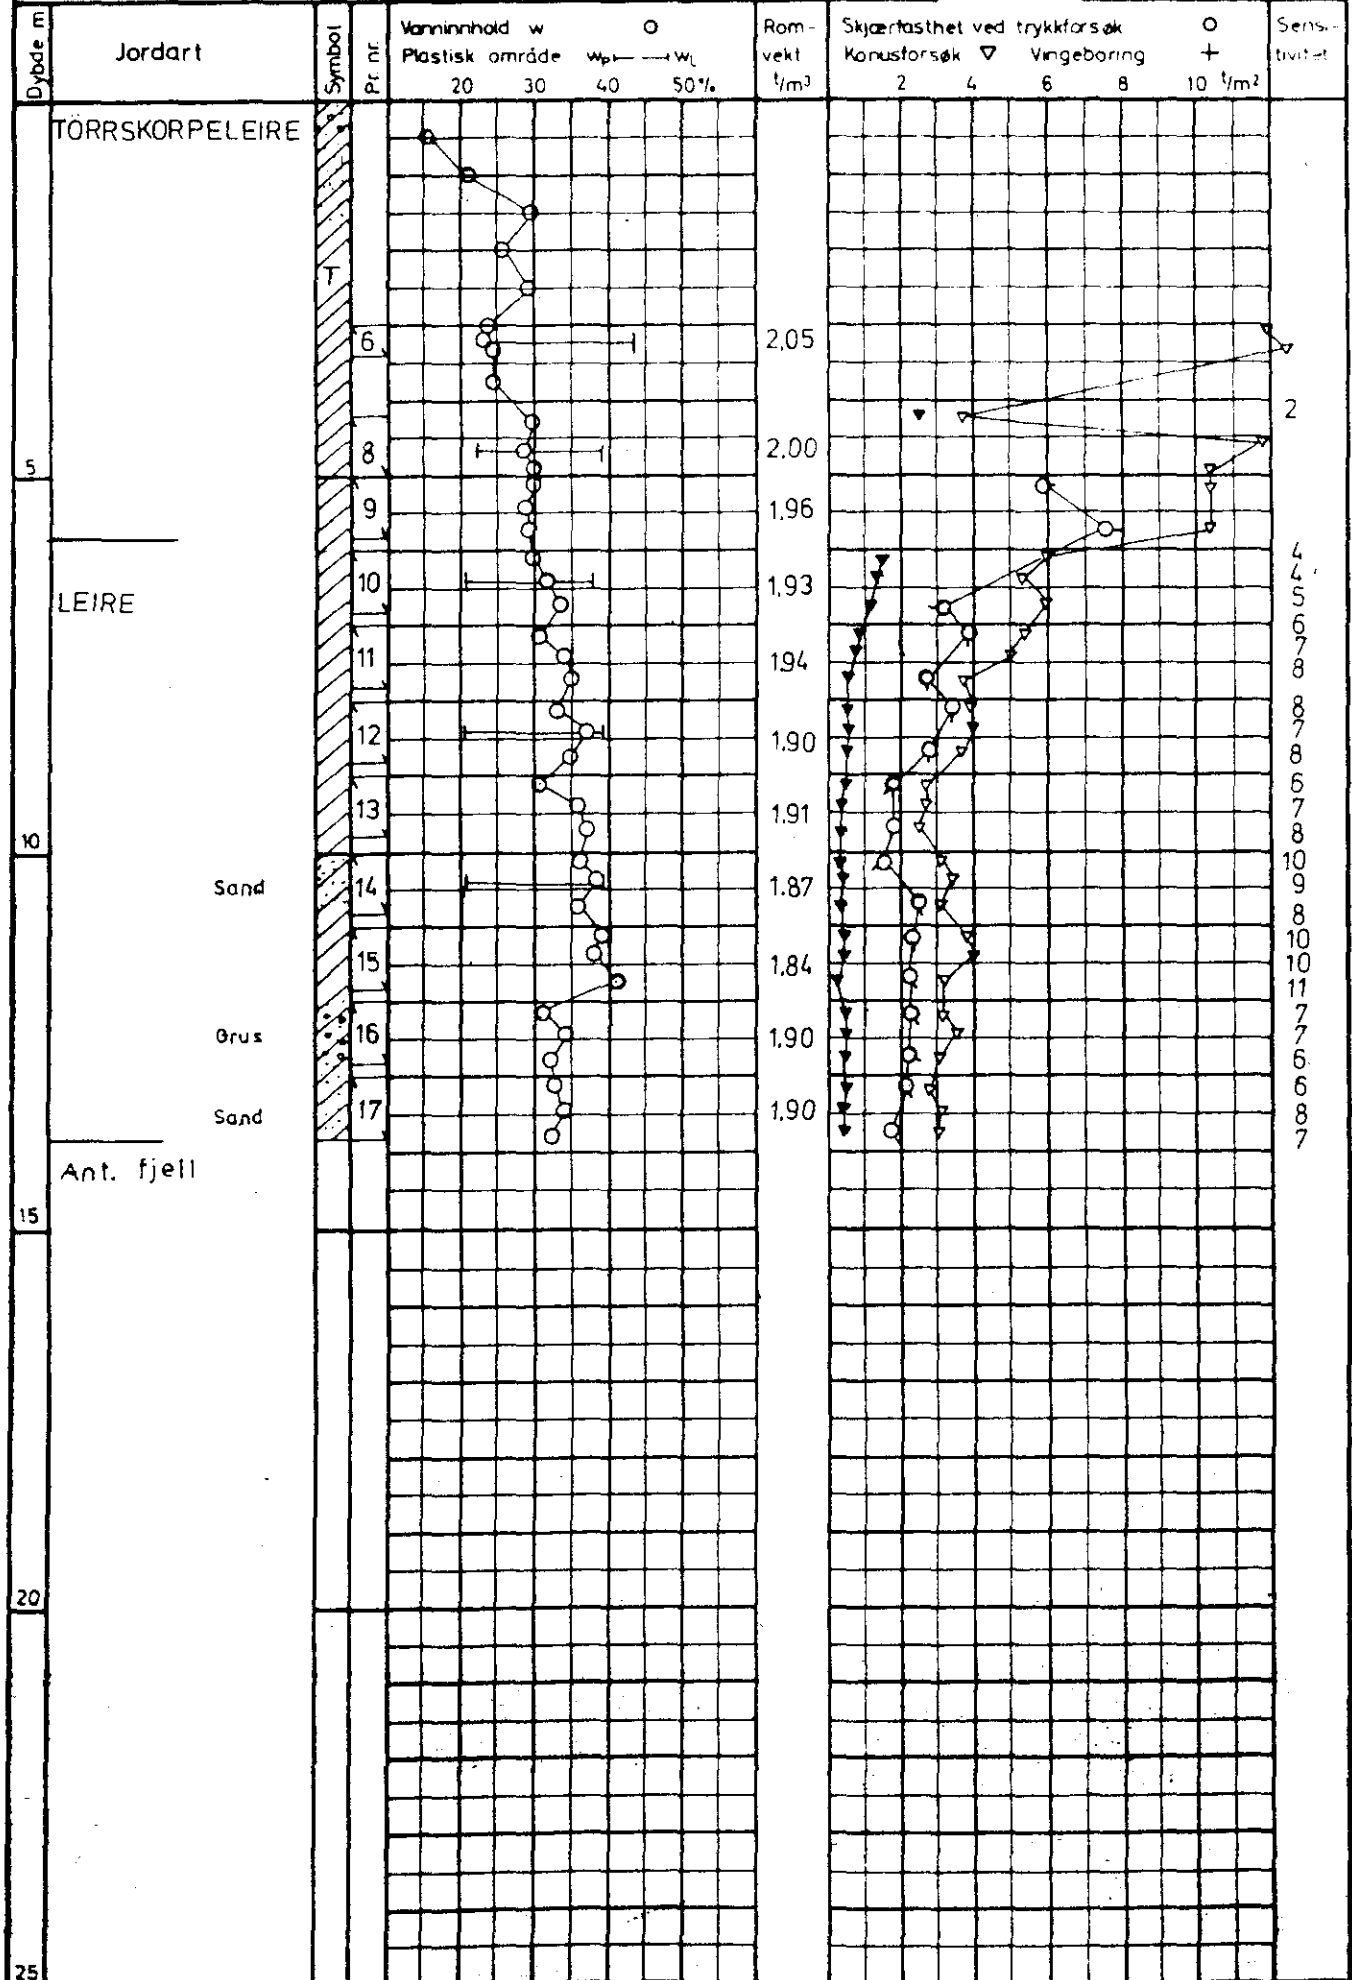 Dybde m
Jordart
Symbol
Pr. nr.
Vanninnhold w
Plastisk område wp wL
20 30 40 50%
Rom-
vekt
t/m³
Skjærfasthet ved trykkforsøk
Konusforsøk Vingeboring +
2 4 6 8 10 t/m²
Sensi-
tivitet
TÖRRSKORPELEIRE
T
6 2,05
2
8 2,00
5
9 1,96
4
4
10 1,93
LEIRE 5
6
7
11 1,94
8
8
7
12 1,90
8
6
7
13 1,91
8
10
10
Sand 14 1.87 9
8
10
15 1,84 10
11
7
Grus 16 1,90 7
6
6
Sand 17 1,90 8
7
Ant. fjell
15
20
25